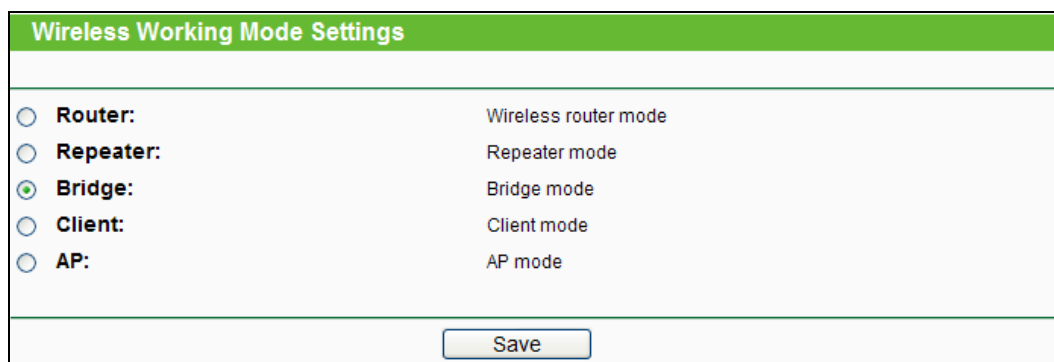 Wireless Working Mode Settings
Router: Wireless router mode
Repeater: Repeater mode
Bridge: Bridge mode
Client: Client mode
AP: AP mode
Save